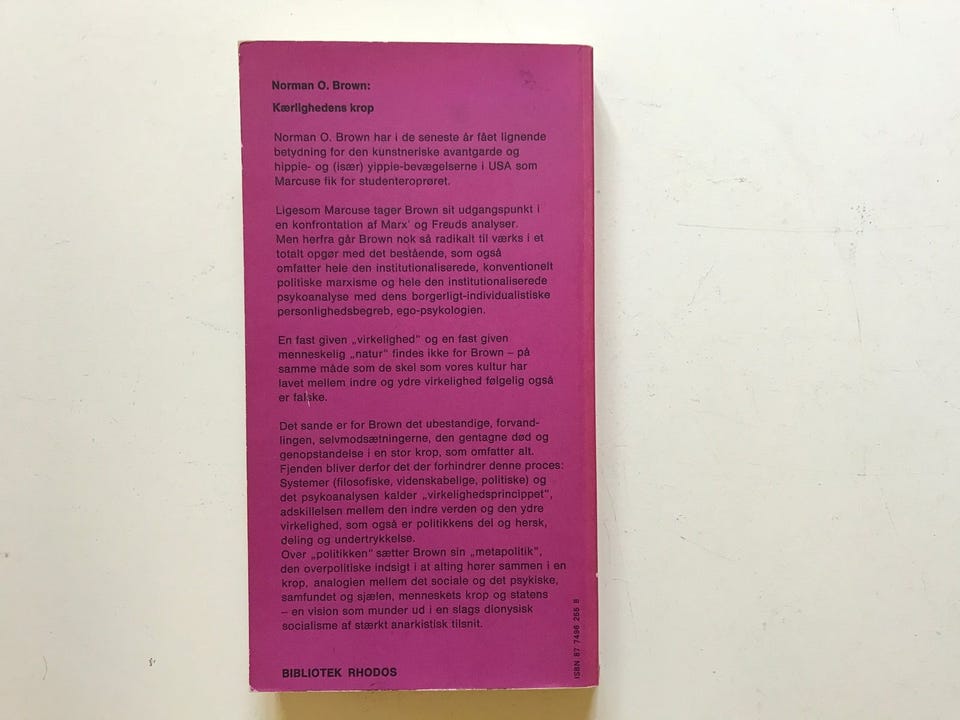 Norman O. Brown:
Kærlighedens krop
Norman O. Brown har i de seneste år fået lignende
betydning for den kunstneriske avantgarde og
hippie- og (især) yippie-bevægelserne i USA som
Marcuse fik for studenteroprøret.
Ligesom Marcuse tager Brown sit udgangspunkt i
en konfrontation af Marx' og Freuds analyser.
Men herfra går Brown nok så radikalt til værks i et
totalt opgør med det bestående, som også
omfatter hele den institutionaliserede, konventionelt
politiske marxisme og hele den institutionaliserede
psykoanalyse med dens borgerligt-individualistiske
personlighedsbegreb, ego-psykologien.
En fast given „virkelighed" og en fast given
menneskelig „natur" findes ikke for Brown – på
samme måde som de skel som vores kultur har
lavet mellem indre og ydre virkelighed følgelig også
er falske.
Det sande er for Brown det ubestandige, forvand-
lingen, selvmodsætningerne, den gentagne død og
genopstandelse i en stor krop, som omfatter alt.
Fjenden bliver derfor det der forhindrer denne proces:
Systemer (filosofiske, videnskabelige, politiske) og
det psykoanalysen kalder „virkelighedsprincippet",
adskillelsen mellem den indre verden og den ydre
virkelighed, som også er politikkens del og hersk,
deling og undertrykkelse.
Over „politikken" sætter Brown sin „metapolitik",
den overpolitiske indsigt i at alting hører sammen i en
krop, analogien mellem det sociale og det psykiske,
samfundet og sjælen, menneskets krop og statens
– en vision som munder ud i en slags dionysisk
socialisme af stærkt anarkistisk tilsnit.
BIBLIOTEK RHODOS
ISBN 87 7496 255 8